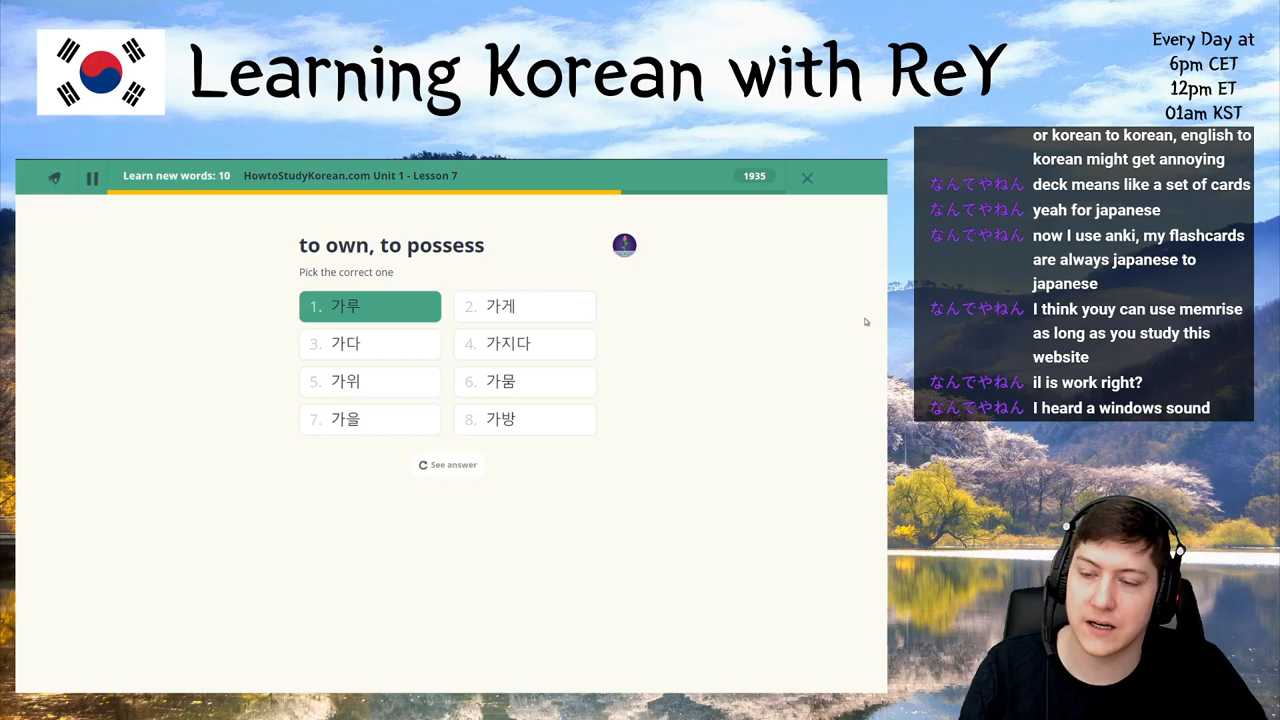 Learning Korean with ReY
Every Day at
6pm CET
12pm ET
01am KST
Learn new words: 10 HowtoStudyKorean.com Unit 1 - Lesson 7 1935
to own, to possess
Pick the correct one
1. 가루
2. 가게
3. 가다
4. 가지다
5. 가위
6. 가뭄
7. 가을
8. 가방
See answer
or korean to korean, english to
korean might get annoying
なんでやねん deck means like a set of cards
なんでやねん yeah for japanese
なんでやねん now I use anki, my flashcards
are always japanese to
japanese
なんでやねん I think youy can use memrise
as long as you study this
website
なんでやねん il is work right?
なんでやねん I heard a windows sound